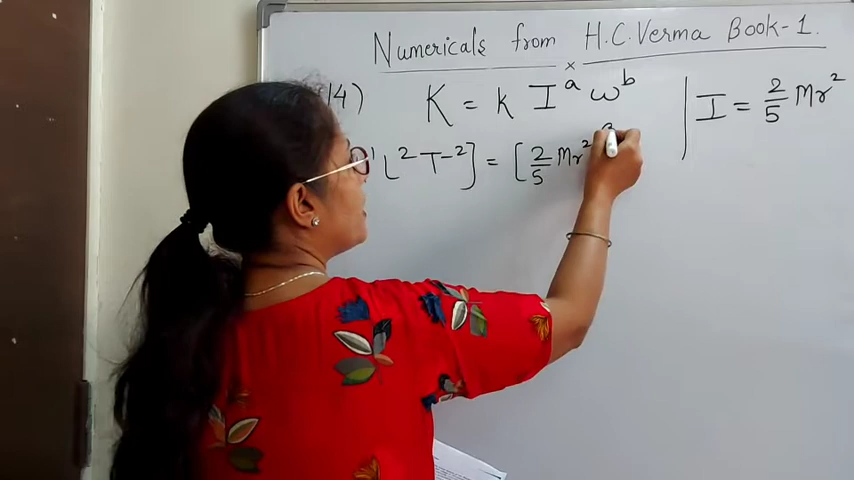 Numericals from H.C.Verma Book-1.
14) K = k I^a ω^b | I = 2/5 Mr²
L² T⁻²] = [2/5 Mr²